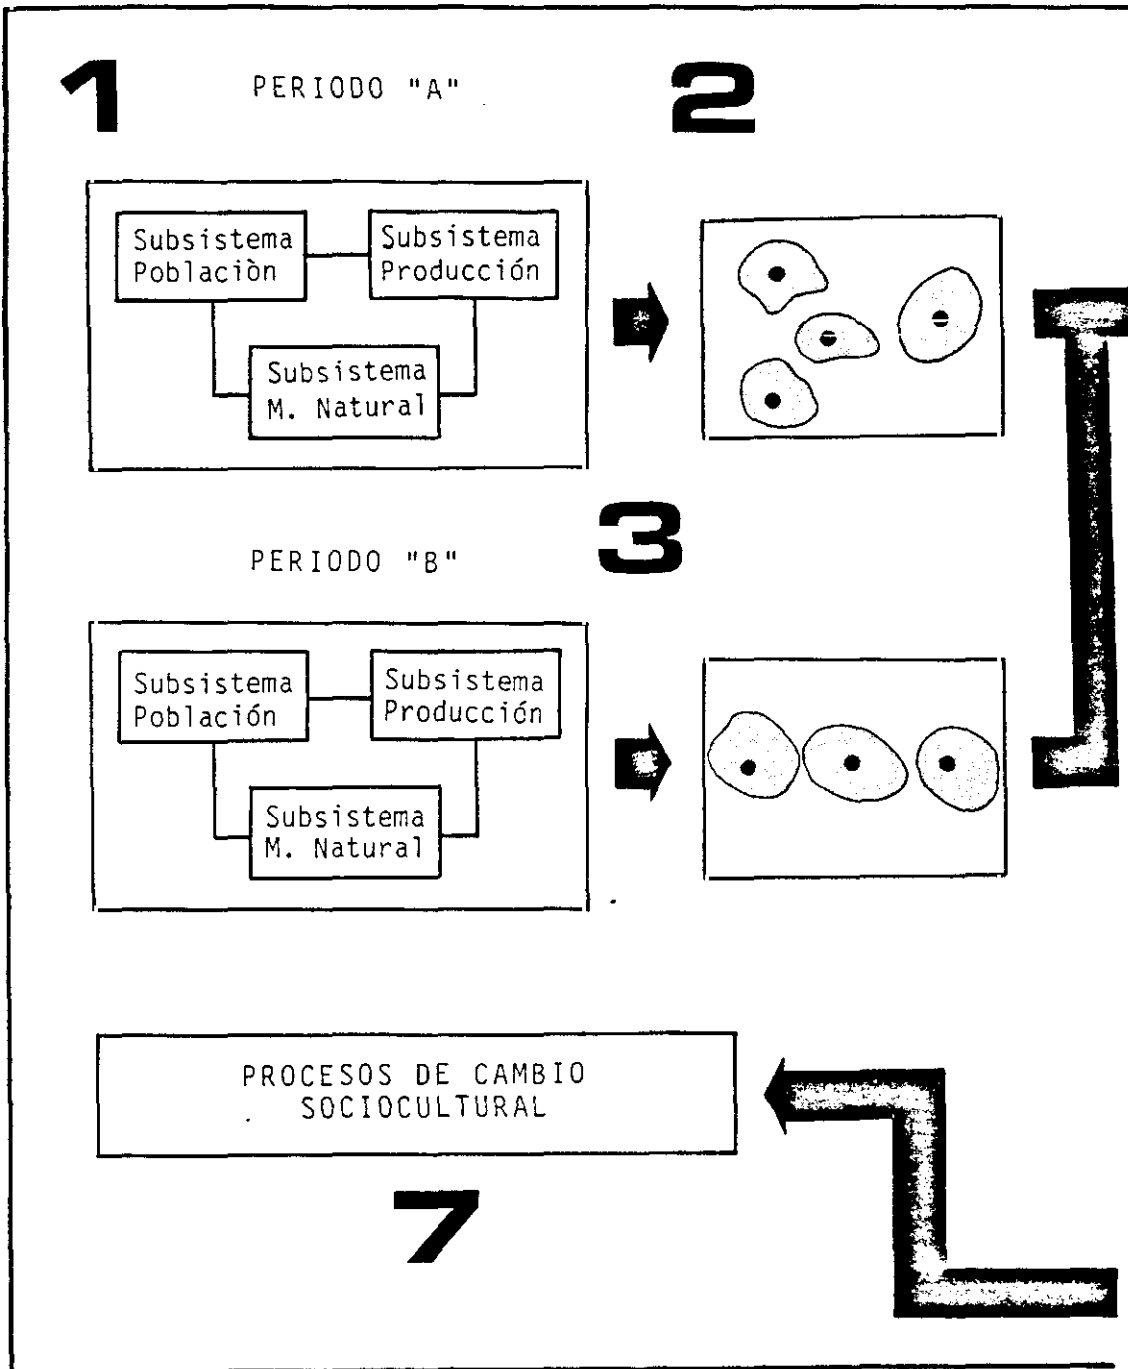 1
PERIODO "A"
2
Subsistema
Poblaciòn
Subsistema
Producción
Subsistema
M. Natural
3
PERIODO "B"
Subsistema
Población
Subsistema
Producción
Subsistema
M. Natural
PROCESOS DE CAMBIO
SOCIOCULTURAL
7